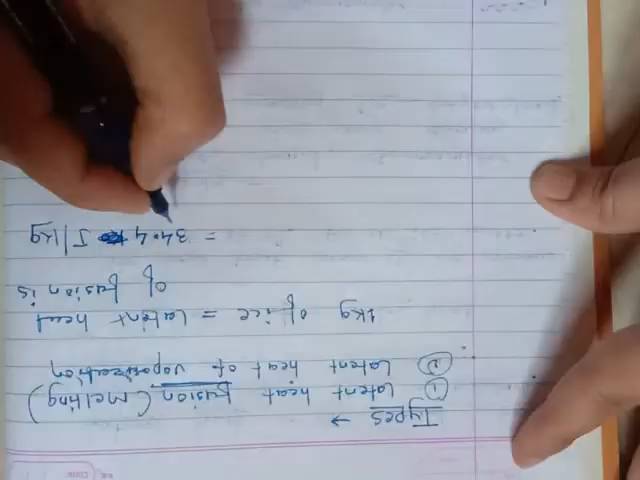 Types →
① Latent heat fusion (melting)
② Latent heat of vaporization
1kg of ice = latent heat
of fusion is
= 34.4 J/kg